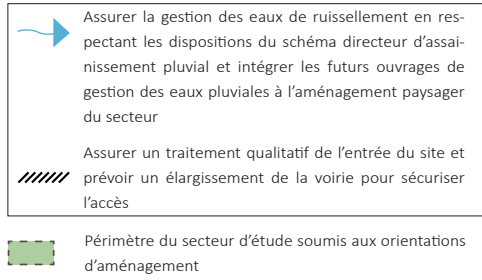 Assurer la gestion des eaux de ruissellement en res-
pectant les dispositions du schéma directeur d'assai-
nissement pluvial et intégrer les futurs ouvrages de
gestion des eaux pluviales à l'aménagement paysager
du secteur
Assurer un traitement qualitatif de l'entrée du site et
prévoir un élargissement de la voirie pour sécuriser
l'accès
Périmètre du secteur d'étude soumis aux orientations
d'aménagement